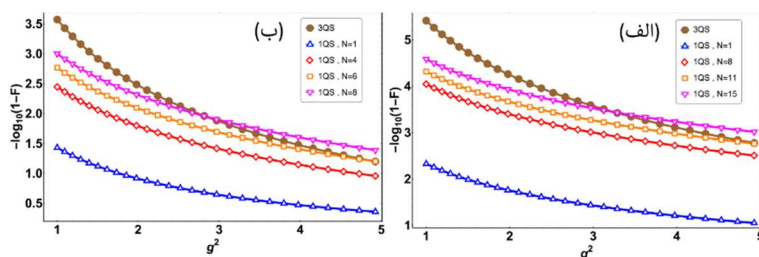 (ب)
3QS
1QS , N=1
1QS , N=4
1QS , N=6
1QS , N=8
−log₁₀(1−F)
3.5
3.0
2.5
2.0
1.5
1.0
0.5
1 2 3 4 5
g²
(الف)
3QS
1QS , N=1
1QS , N=8
1QS , N=11
1QS , N=15
−log₁₀(1−F)
5
4
3
2
1
1 2 3 4 5
g²